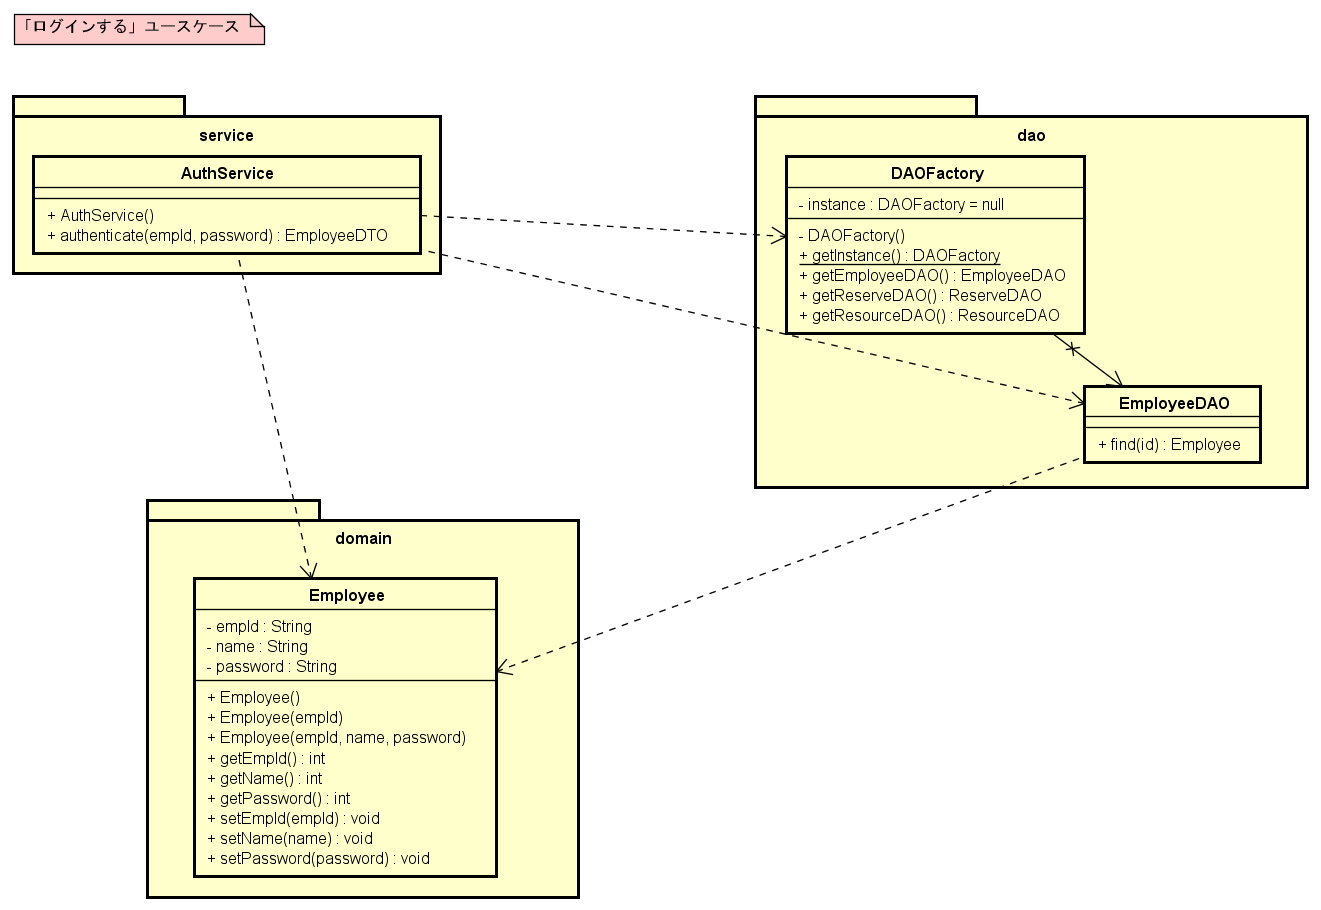 「ログインする」ユースケース
service
AuthService
+ AuthService()
+ authenticate(empId, password) : EmployeeDTO
dao
DAOFactory
- instance : DAOFactory = null
- DAOFactory()
+ getInstance() : DAOFactory
+ getEmployeeDAO() : EmployeeDAO
+ getReserveDAO() : ReserveDAO
+ getResourceDAO() : ResourceDAO
EmployeeDAO
+ find(id) : Employee
domain
Employee
- empId : String
- name : String
- password : String
+ Employee()
+ Employee(empId)
+ Employee(empId, name, password)
+ getEmpId() : int
+ getName() : int
+ getPassword() : int
+ setEmpId(empId) : void
+ setName(name) : void
+ setPassword(password) : void